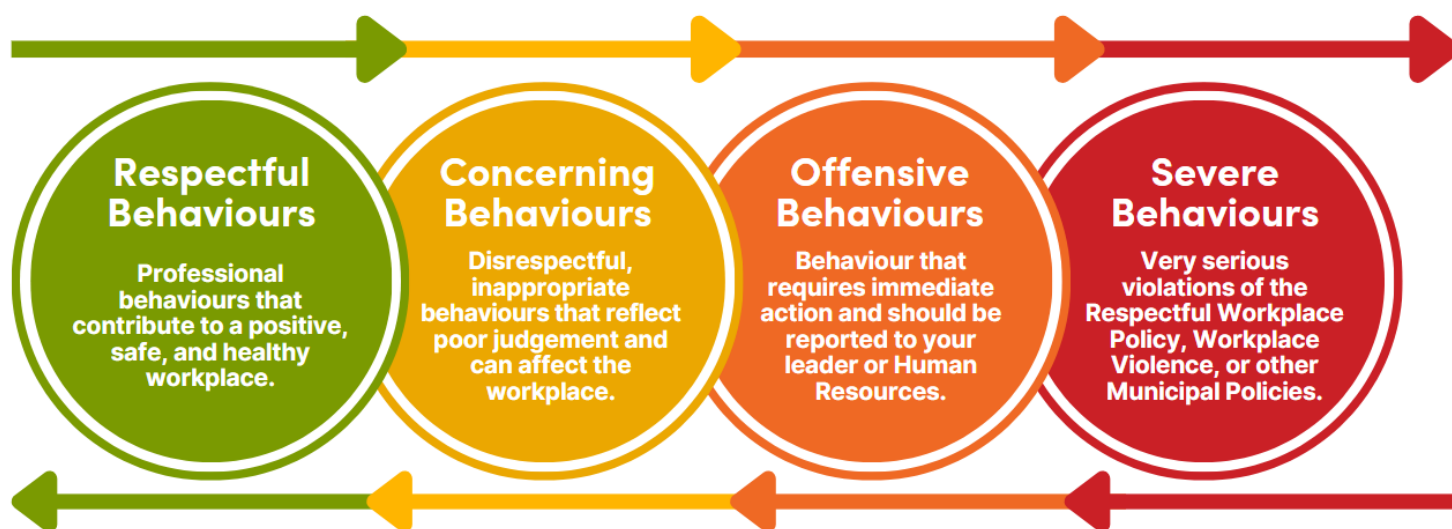 Respectful
Behaviours
Professional
behaviours that
contribute to a positive,
safe, and healthy
workplace.
Concerning
Behaviours
Disrespectful,
inappropriate
behaviours that reflect
poor judgement and
can affect the
workplace.
Offensive
Behaviours
Behaviour that
requires immediate
action and should be
reported to your
leader or Human
Resources.
Severe
Behaviours
Very serious
violations of the
Respectful Workplace
Policy, Workplace
Violence, or other
Municipal Policies.